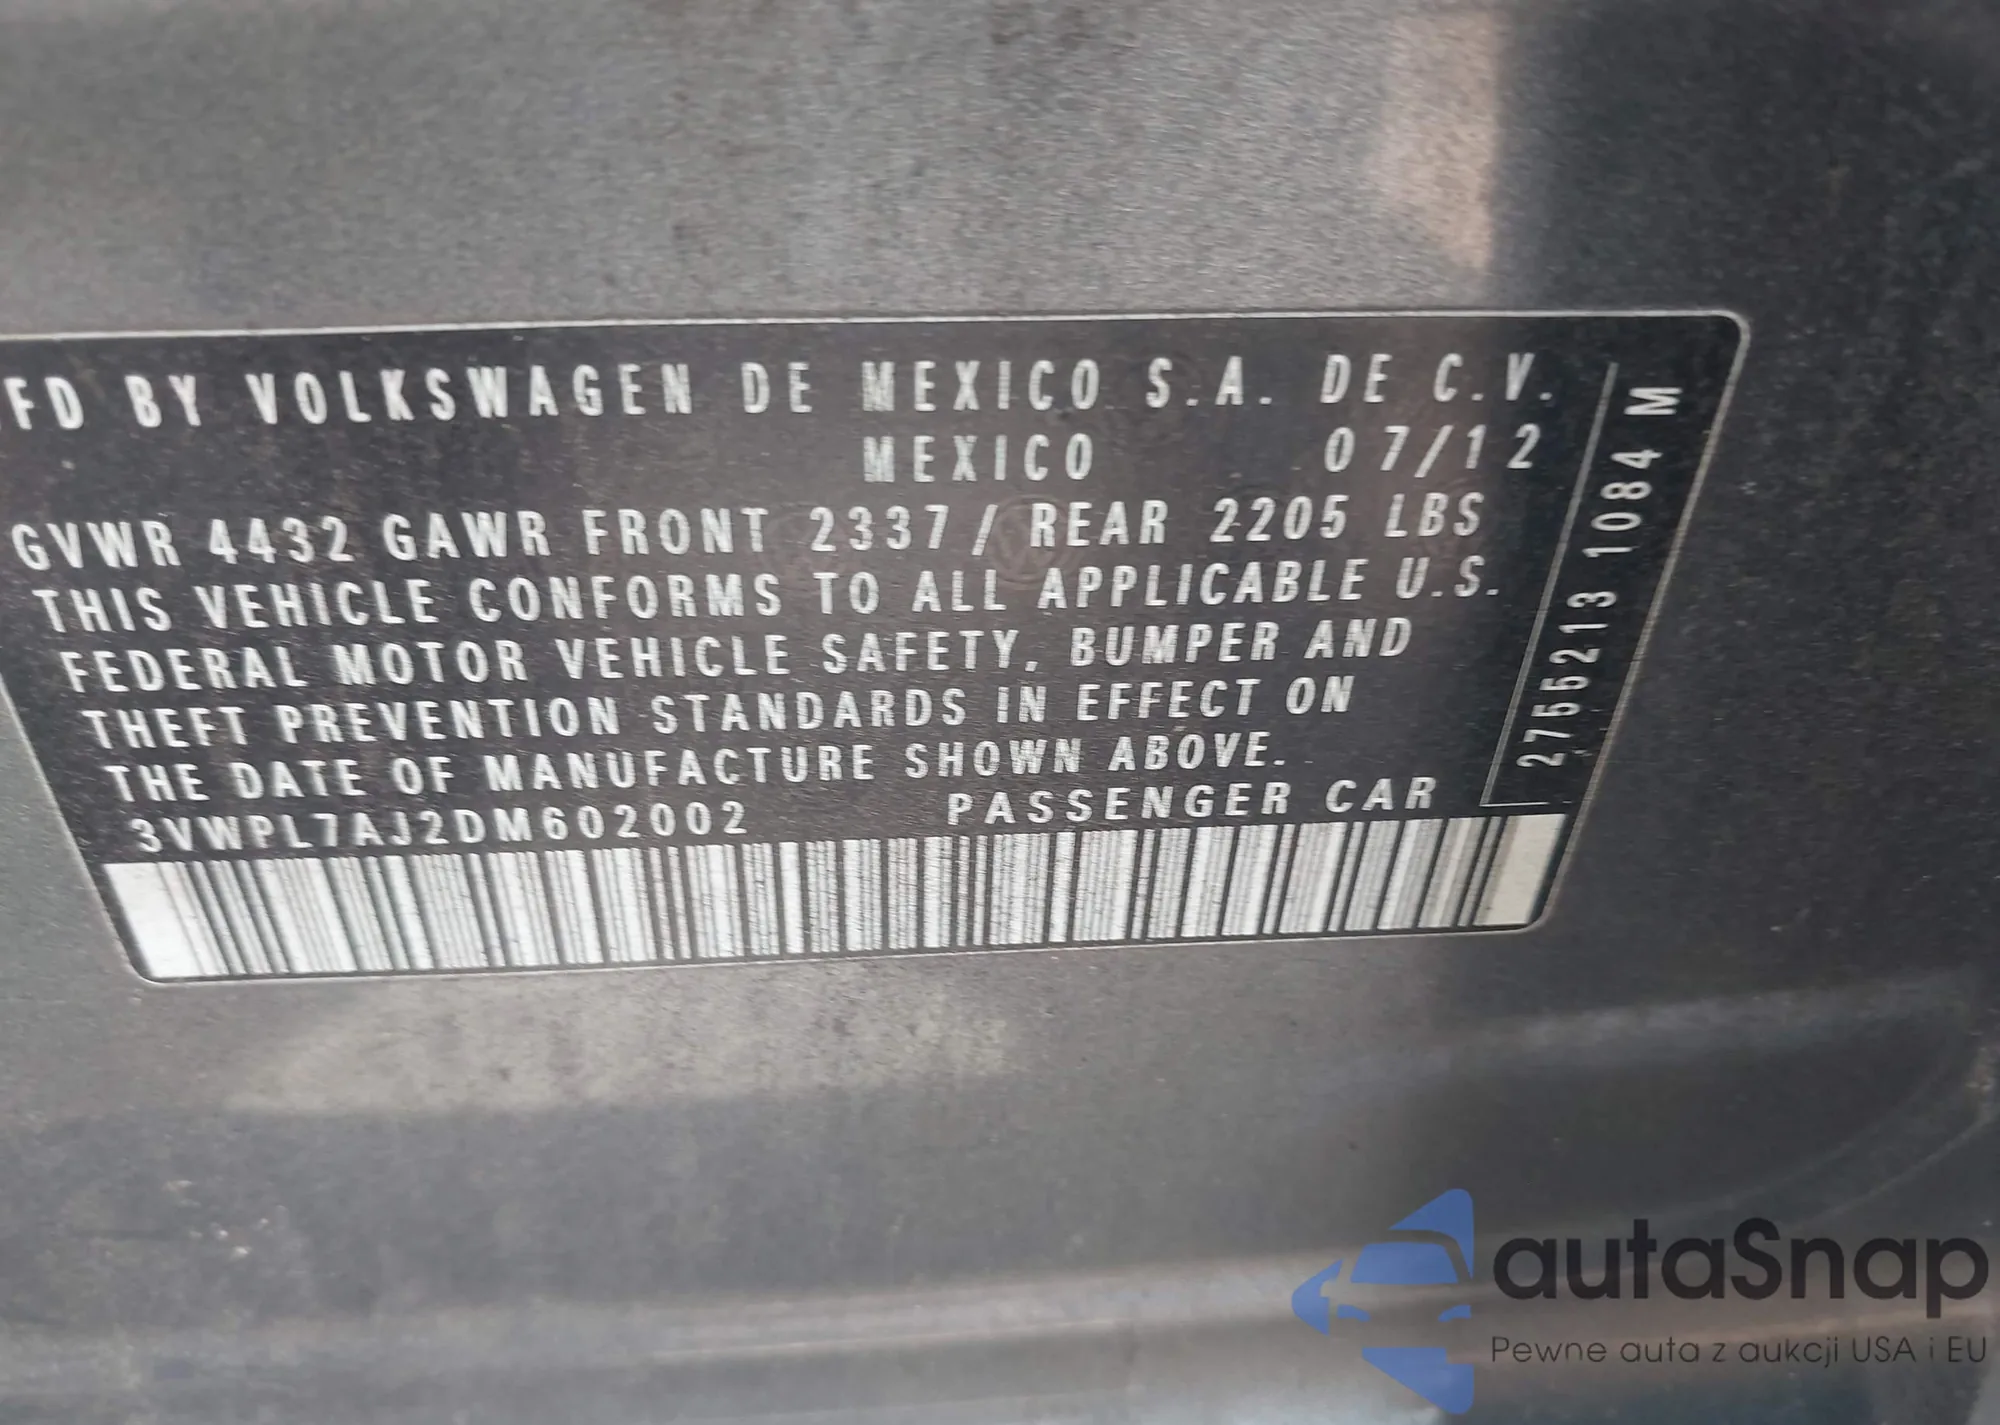 FD BY VOLKSWAGEN DE MEXICO S.A. DE C.V.
MEXICO 07/12
GVWR 4432 GAWR FRONT 2337 / REAR 2205 LBS
THIS VEHICLE CONFORMS TO ALL APPLICABLE U.S.
FEDERAL MOTOR VEHICLE SAFETY, BUMPER AND
THEFT PREVENTION STANDARDS IN EFFECT ON
THE DATE OF MANUFACTURE SHOWN ABOVE.
3VWPL7AJ2DM602002 PASSENGER CAR
2755213 1084 M
autaSnap
Pewne auta z aukcji USA i EU